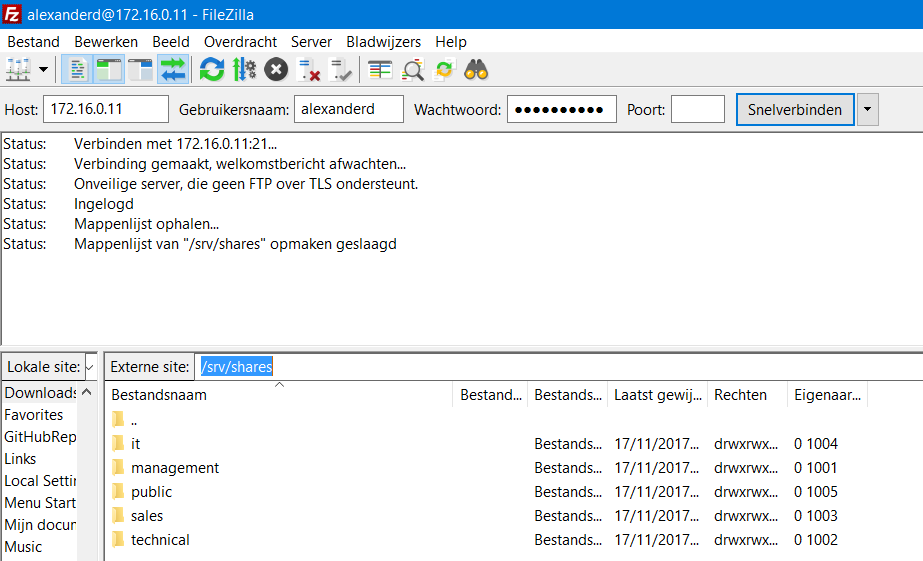 alexanderd@172.16.0.11 - FileZilla
Bestand Bewerken Beeld Overdracht Server Bladwijzers Help
Host: 172.16.0.11 Gebruikersnaam: alexanderd Wachtwoord: ●●●●●●●●●● Poort: Snelverbinden
Status: Verbinden met 172.16.0.11:21...
Status: Verbinding gemaakt, welkomstbericht afwachten...
Status: Onveilige server, die geen FTP over TLS ondersteunt.
Status: Ingelogd
Status: Mappenlijst ophalen...
Status: Mappenlijst van "/srv/shares" opmaken geslaagd
Lokale site:
Downloads
Favorites
GitHubRep
Links
Local Settin
Menu Start
Mijn docun
Music
Externe site: /srv/shares
Bestandsnaam Bestand... Bestands... Laatst gewij... Rechten Eigenaar...
..
it Bestands... 17/11/2017... drwxrwx... 0 1004
management Bestands... 17/11/2017... drwxrwx... 0 1001
public Bestands... 17/11/2017... drwxrwx... 0 1005
sales Bestands... 17/11/2017... drwxrwx... 0 1003
technical Bestands... 17/11/2017... drwxrwx... 0 1002